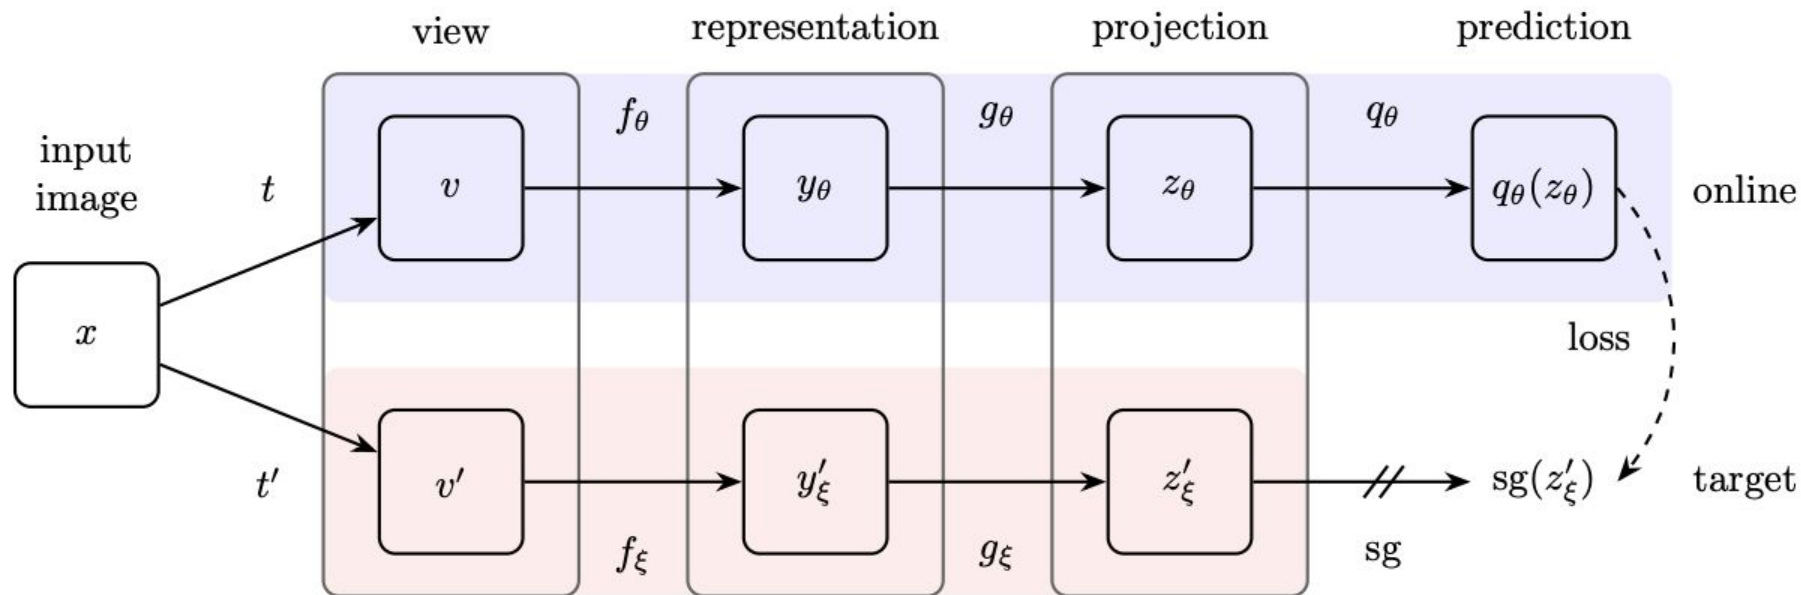 view representation projection prediction
input
image
t
f_θ g_θ q_θ
v y_θ z_θ q_θ(z_θ) online
x
loss
t′
v′ y′_ξ z′_ξ sg(z′_ξ) target
f_ξ g_ξ sg